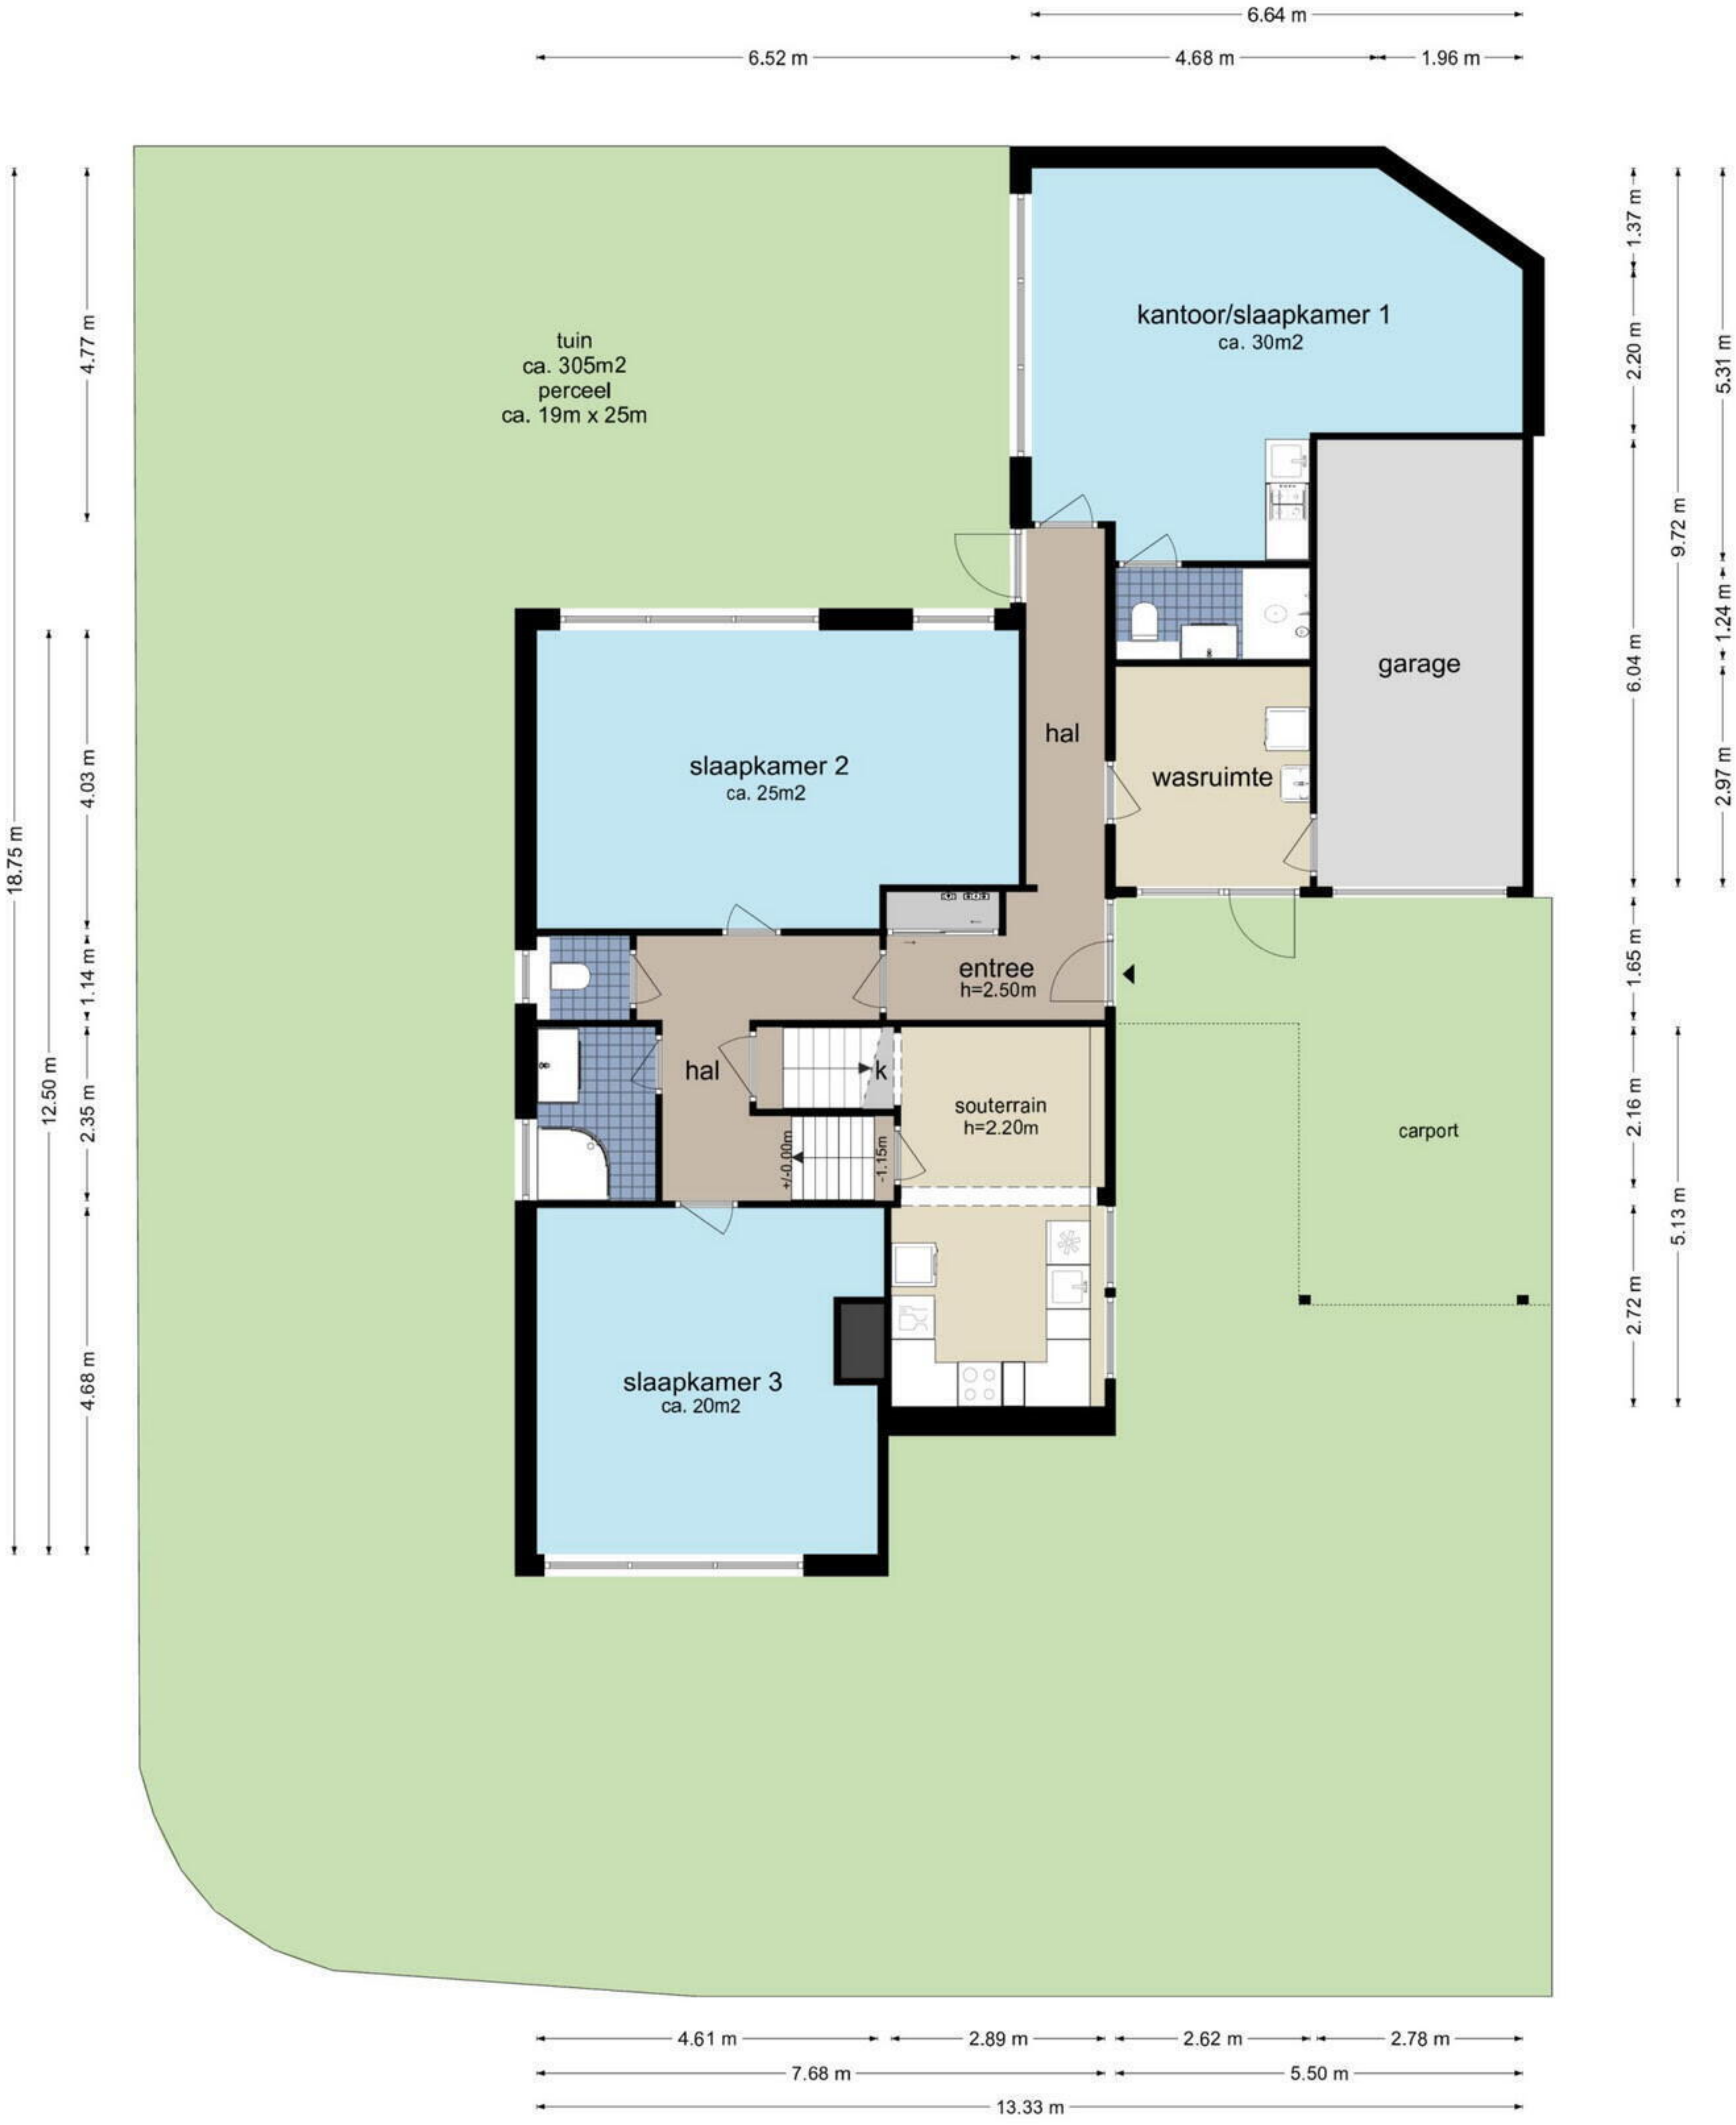 6.64 m
6.52 m
4.68 m
1.96 m
18.75 m
12.50 m
4.77 m
4.03 m
1.14 m
2.35 m
4.68 m
tuin
ca. 305m2
perceel
ca. 19m x 25m
kantoor/slaapkamer 1
ca. 30m2
slaapkamer 2
ca. 25m2
hal
wasruimte
garage
entree
h=2.50m
hal
k
+/-0.00m
-1.15m
souterrain
h=2.20m
carport
slaapkamer 3
ca. 20m2
1.37 m
2.20 m
6.04 m
1.65 m
2.16 m
2.72 m
9.72 m
5.13 m
5.31 m
1.24 m
2.97 m
4.61 m
2.89 m
2.62 m
2.78 m
7.68 m
5.50 m
13.33 m